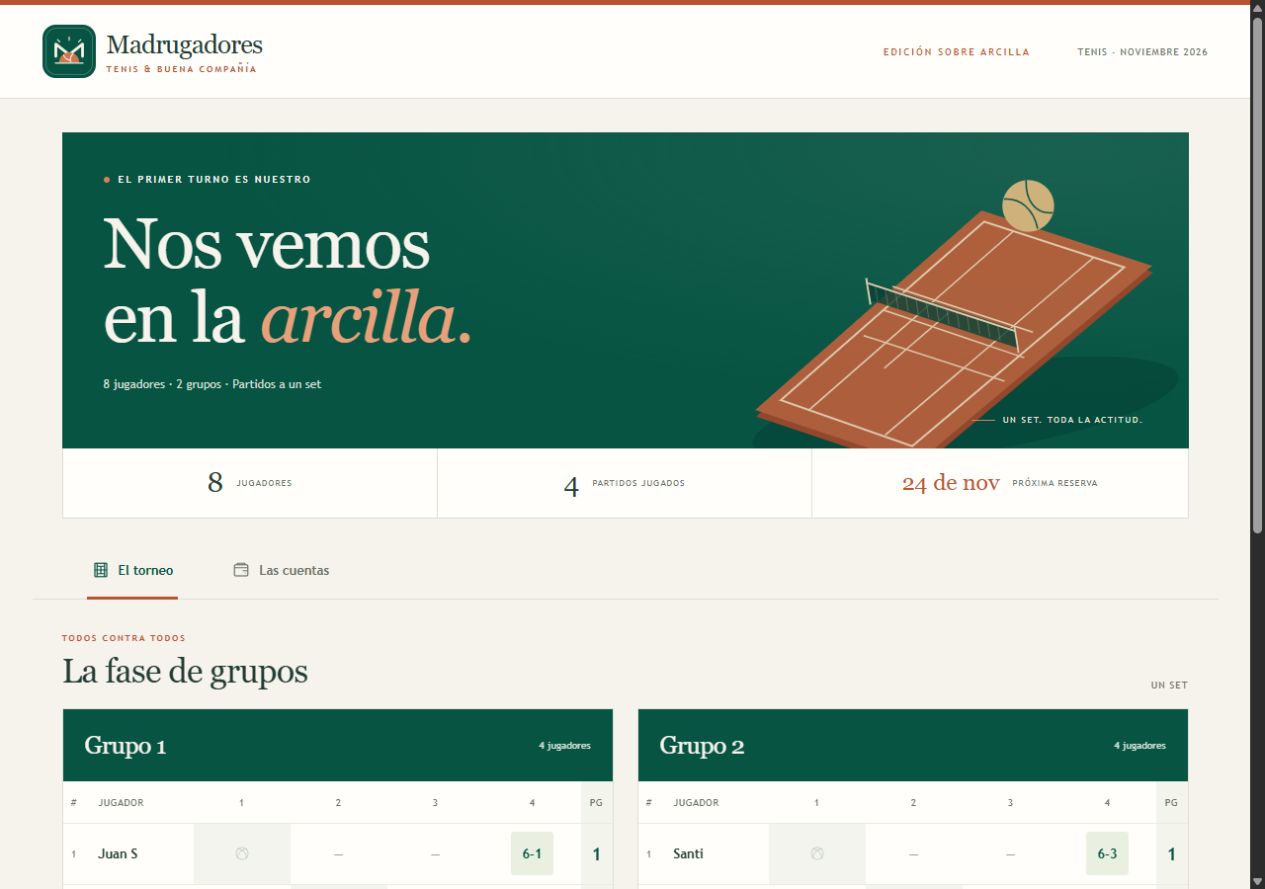 Madrugadores
TENIS & BUENA COMPAÑÍA
EDICIÓN SOBRE ARCILLA
TENIS · NOVIEMBRE 2026
EL PRIMER TURNO ES NUESTRO
Nos vemos
en la arcilla.
8 jugadores · 2 grupos · Partidos a un set
UN SET. TODA LA ACTITUD.
8 JUGADORES
4 PARTIDOS JUGADOS
24 de nov PRÓXIMA RESERVA
El torneo
Las cuentas
TODOS CONTRA TODOS
La fase de grupos
UN SET
Grupo 1
4 jugadores
# JUGADOR 1 2 3 4 PG
1 Juan S — — 6-1 1
Grupo 2
4 jugadores
# JUGADOR 1 2 3 4 PG
1 Santi — — 6-3 1